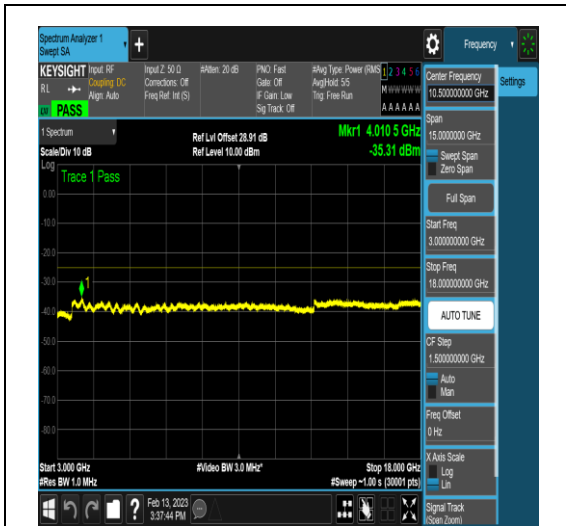 Spectrum Analyzer 1
Swept SA
+
Frequency
KEYSIGHT
RL
PASS
Input: RF
Coupling: DC
Align: Auto
Input Z: 50 Ω
Corrections: Off
Freq Ref: Int (S)
#Atten: 20 dB
PNO: Fast
Gate: Off
IF Gain: Low
Sig Track: Off
#Avg Type: Power (RMS
Avg|Hold: 5/5
Trig: Free Run
1 2 3 4 5 6
M W W W W W
A A A A A A
1 Spectrum
Scale/Div 10 dB
Ref Lvl Offset 28.91 dB
Ref Level 10.00 dBm
Mkr1 4.010 5 GHz
-35.31 dBm
Log
Trace 1 Pass
0.00
-10.0
-20.0
-30.0
-40.0
-50.0
-60.0
-70.0
-80.0
1
Start 3.000 GHz
#Res BW 1.0 MHz
#Video BW 3.0 MHz*
Stop 18.000 GHz
#Sweep ~1.00 s (30001 pts)
Center Frequency
10.500000000 GHz
Settings
Span
15.0000000 GHz
Swept Span
Zero Span
Full Span
Start Freq
3.000000000 GHz
Stop Freq
18.000000000 GHz
AUTO TUNE
CF Step
1.500000000 GHz
Auto
Man
Freq Offset
0 Hz
X Axis Scale
Log
Lin
Signal Track
(Span Zoom)
?
Feb 13, 2023
3:37:44 PM